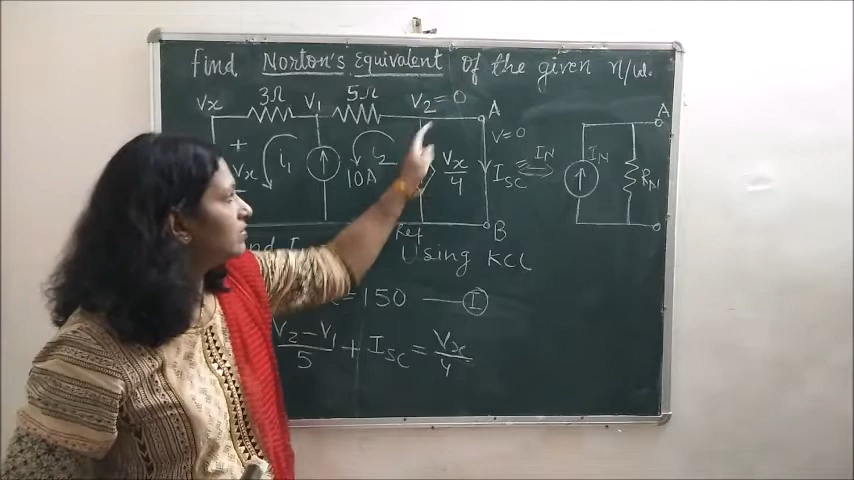 Find Norton's Equivalent of the given n/w.
Vx 3Ω V1 5Ω V2=0 A
V=0
A
+ Vx i1 10A i2 Vx/4 ISC ≡ IN
IN RN
Ref B
Find I Using KCL
=150 — I
V2-V1/5 + ISC = Vx/4